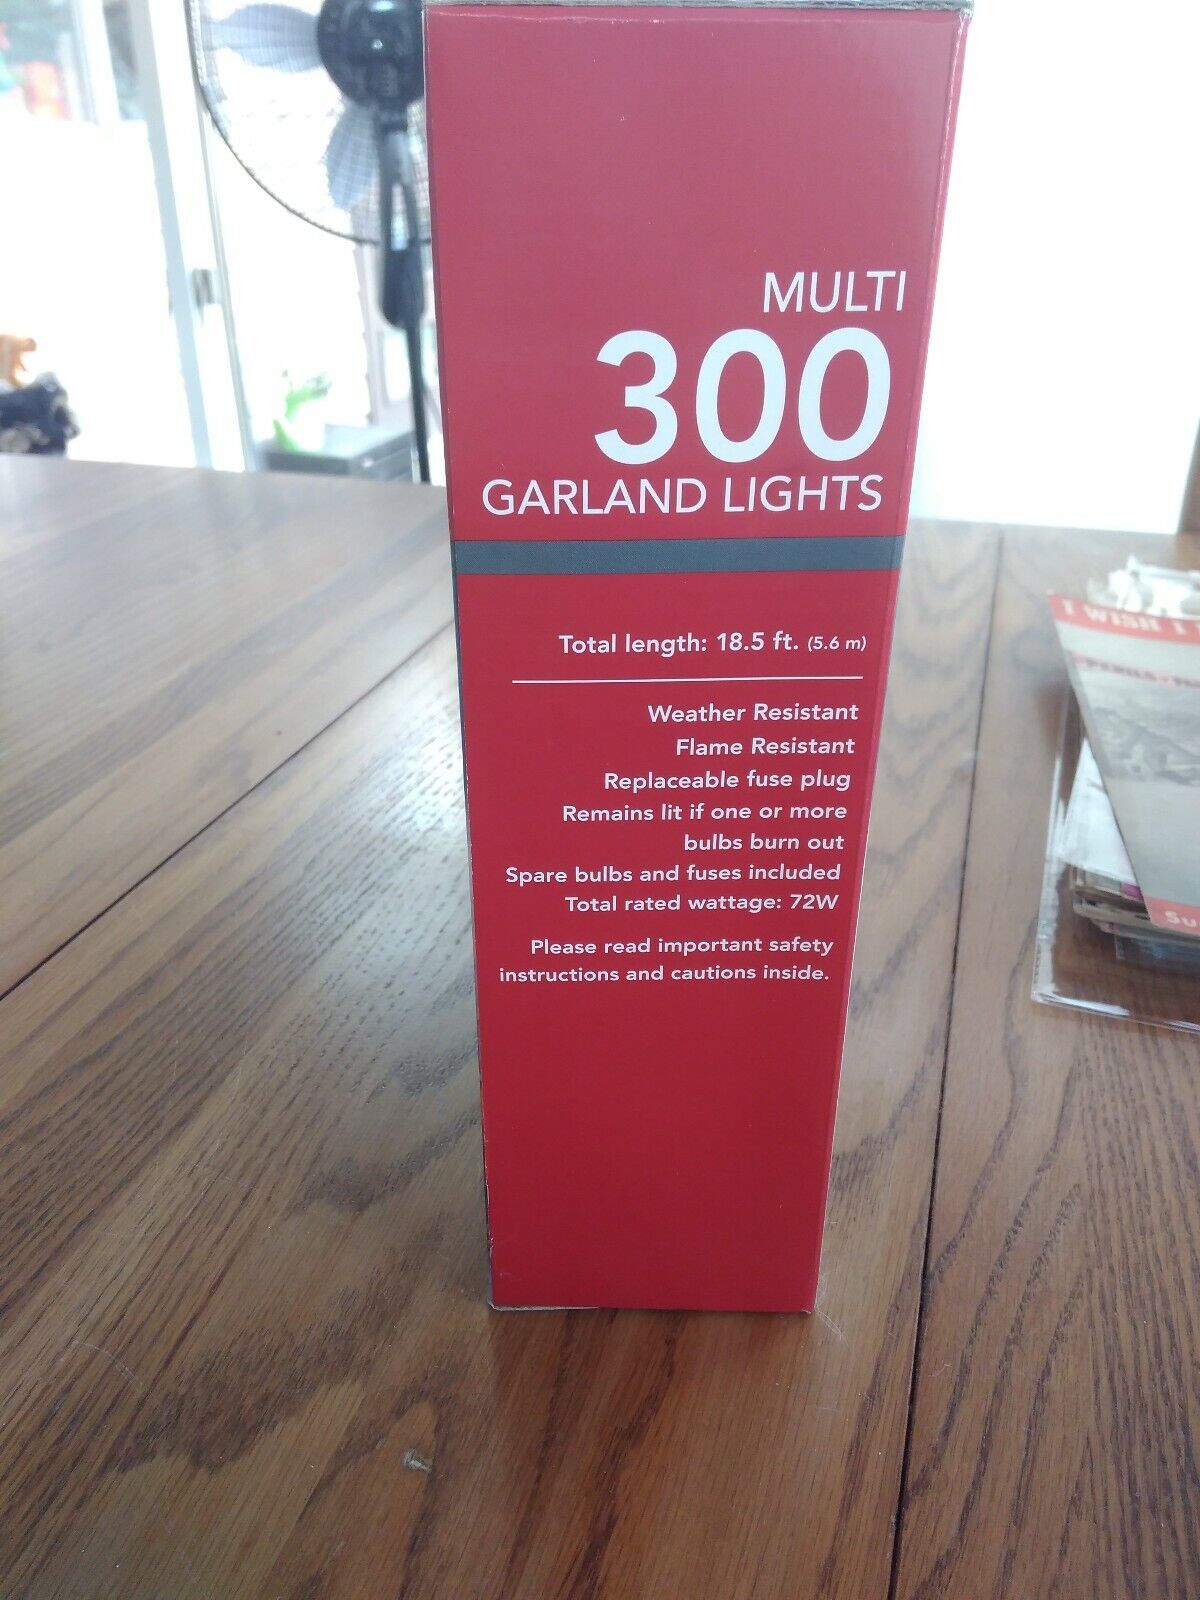 MULTI
300
GARLAND LIGHTS
Total length: 18.5 ft. (5.6 m)
Weather Resistant
Flame Resistant
Replaceable fuse plug
Remains lit if one or more
bulbs burn out
Spare bulbs and fuses included
Total rated wattage: 72W
Please read important safety
instructions and cautions inside.
I WISH I